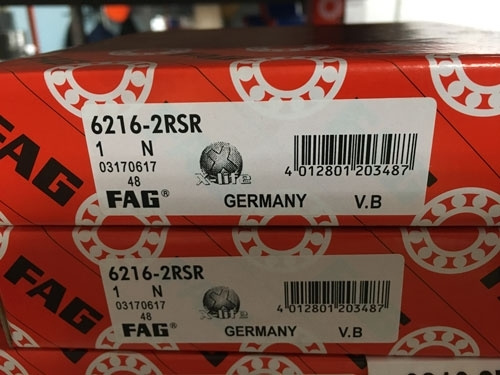 FAG
6216-2RSR
1 N
03170617
48
FAG®
X-life
GERMANY
V.B
4 012801 203487
FAG
6216-2RSR
1 N
03170617
48
FAG®
X-life
GERMANY
V.B
4 012801 203487